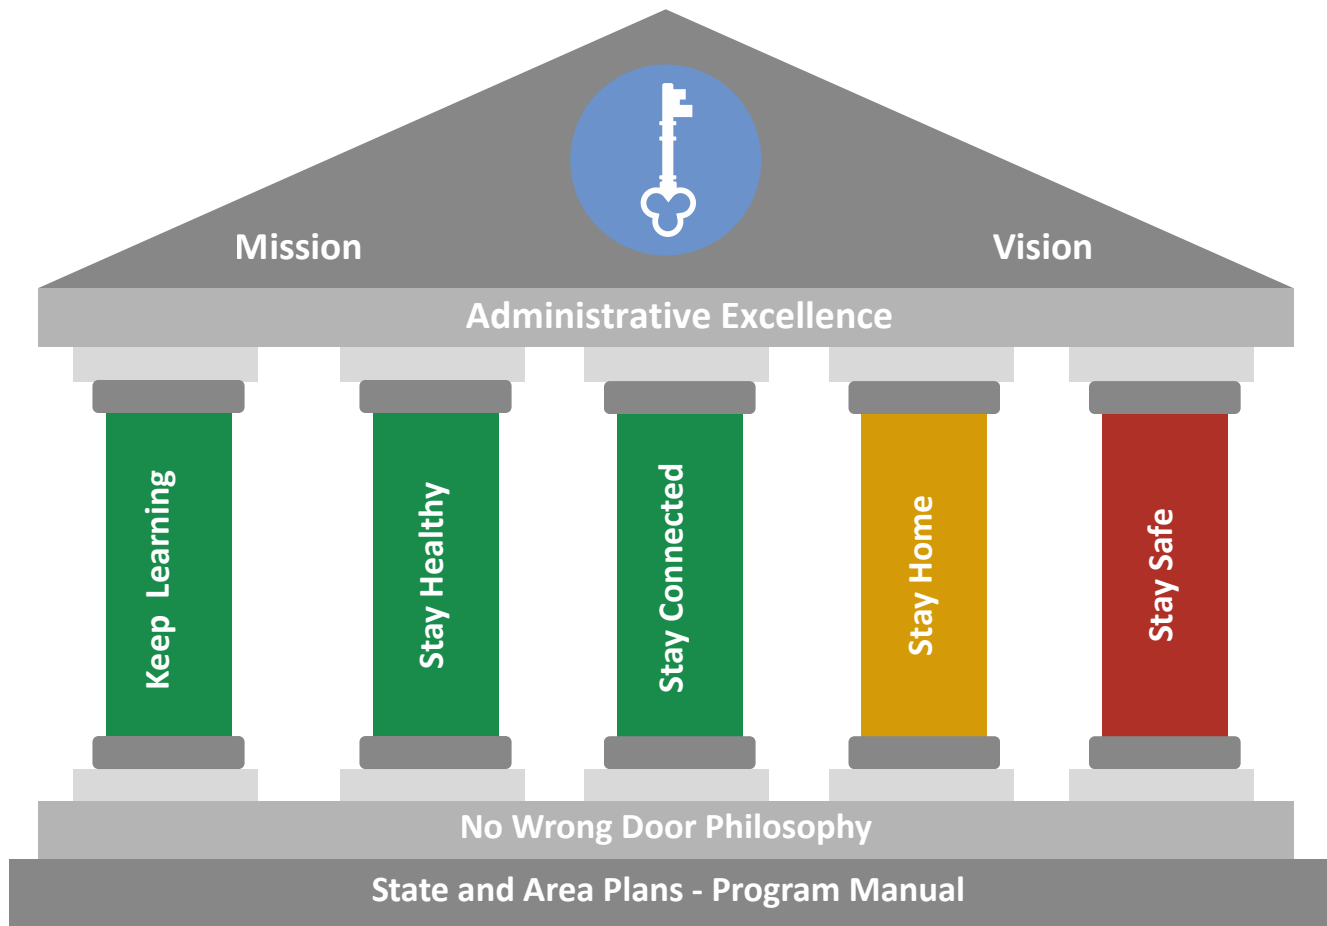 Mission
Vision
Administrative Excellence
Keep Learning
Stay Healthy
Stay Connected
Stay Home
Stay Safe
No Wrong Door Philosophy
State and Area Plans - Program Manual